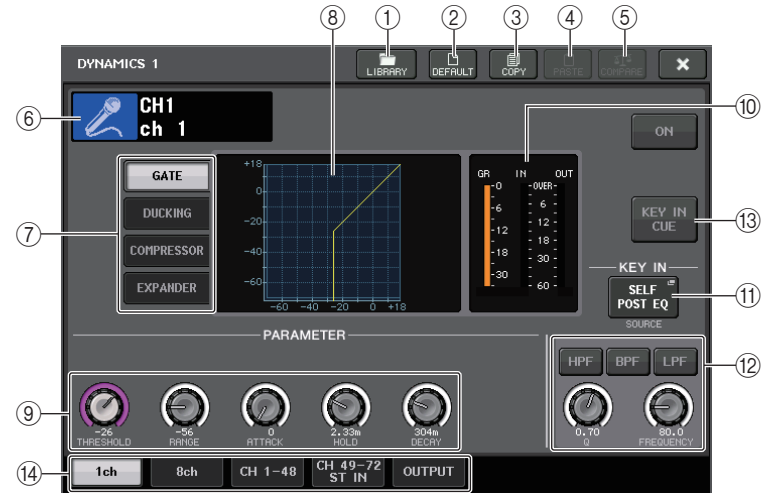 ⑧ ① ② ③ ④ ⑤
DYNAMICS 1
LIBRARY DEFAULT COPY PASTE COMPARE
⑥
CH1
ch 1
⑩
ON
⑦
GATE
DUCKING
COMPRESSOR
EXPANDER
+18
0
-20
-40
-60
-60 -40 -20 0 +18
GR IN OUT
0 OVER
-6 6
-12 12
-18 18
-30 30
60
KEY IN
CUE
⑬
KEY IN
SELF
POST EQ
⑪
SOURCE
PARAMETER
HPF BPF LPF
⑫
⑨
-26 -56 0 2.33m 304m
THRESHOLD RANGE ATTACK HOLD DECAY
0.70 80.0
Q FREQUENCY
⑭
1ch
8ch
CH 1-48
CH 49-72
ST IN
OUTPUT